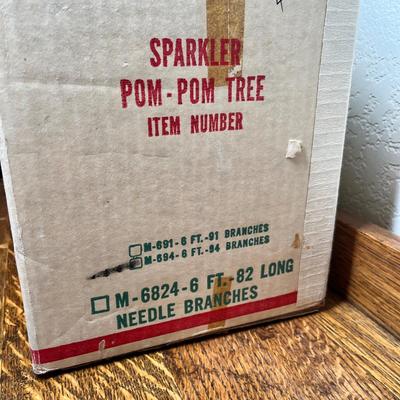 SPARKLER
POM-POM TREE
ITEM NUMBER
M-691-6 FT.-91 BRANCHES
M-694-6 FT.-94 BRANCHES
M-6824-6 FT.-82 LONG
NEEDLE BRANCHES